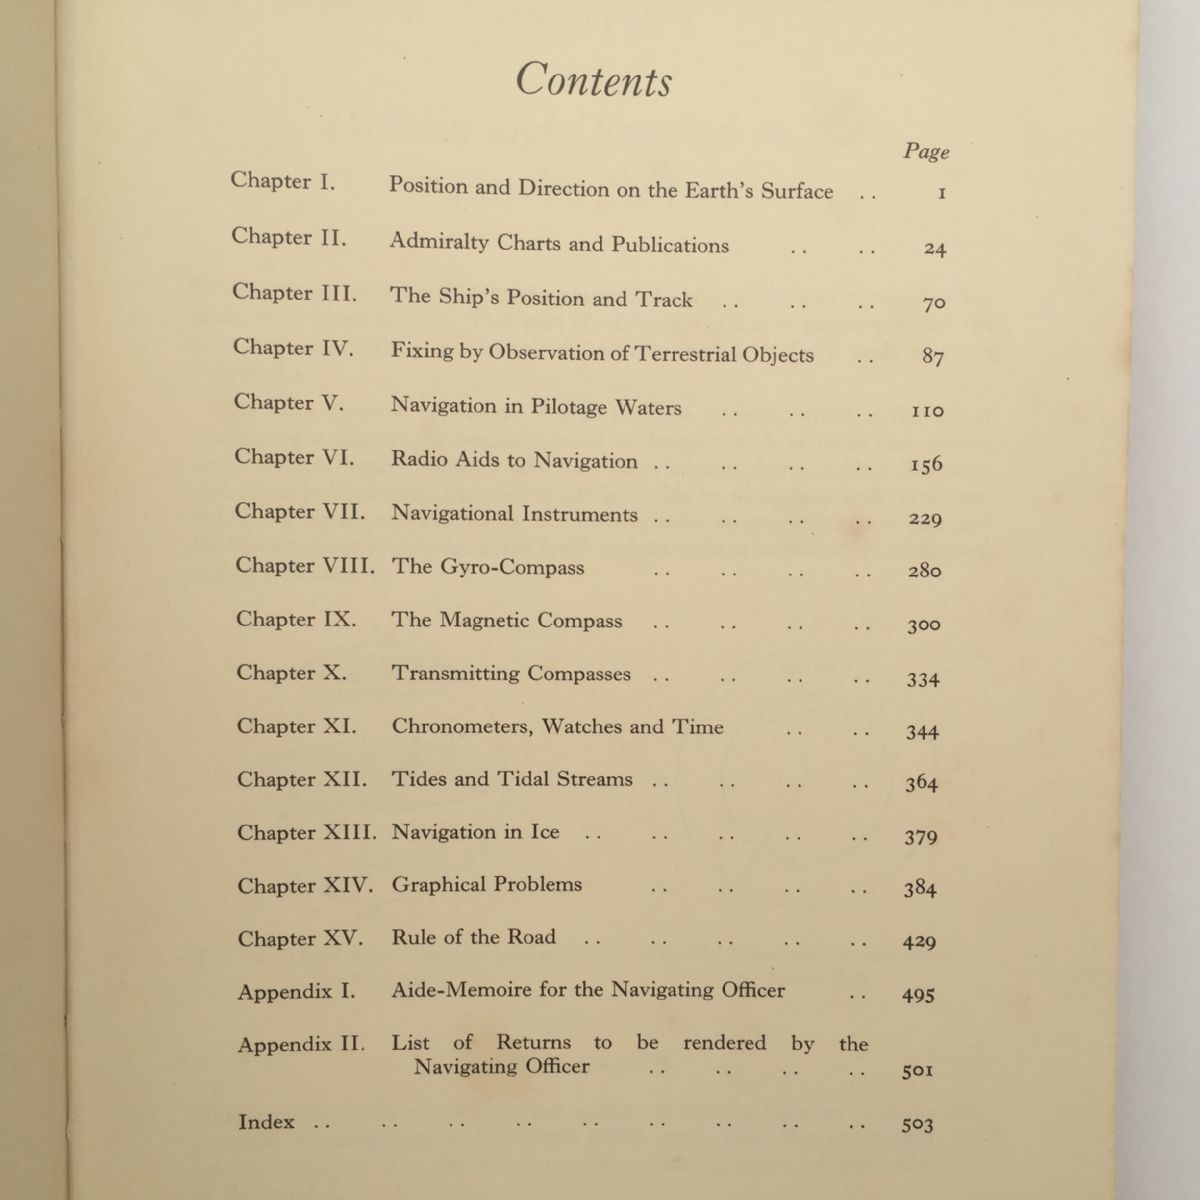 Contents
Page
Chapter I. Position and Direction on the Earth's Surface . . 1
Chapter II. Admiralty Charts and Publications . . . . 24
Chapter III. The Ship's Position and Track . . . . . . 70
Chapter IV. Fixing by Observation of Terrestrial Objects . . 87
Chapter V. Navigation in Pilotage Waters . . . . . . 110
Chapter VI. Radio Aids to Navigation . . . . . . . . 156
Chapter VII. Navigational Instruments . . . . . . . . 229
Chapter VIII. The Gyro-Compass . . . . . . . . 280
Chapter IX. The Magnetic Compass . . . . . . . . 300
Chapter X. Transmitting Compasses . . . . . . . . 334
Chapter XI. Chronometers, Watches and Time . . . . 344
Chapter XII. Tides and Tidal Streams . . . . . . . . 364
Chapter XIII. Navigation in Ice . . . . . . . . . . 379
Chapter XIV. Graphical Problems . . . . . . . . 384
Chapter XV. Rule of the Road . . . . . . . . . . 429
Appendix I. Aide-Memoire for the Navigating Officer . . 495
Appendix II. List of Returns to be rendered by the
Navigating Officer . . . . . . . . 501
Index . . . . . . . . . . . . . . . . . . 503